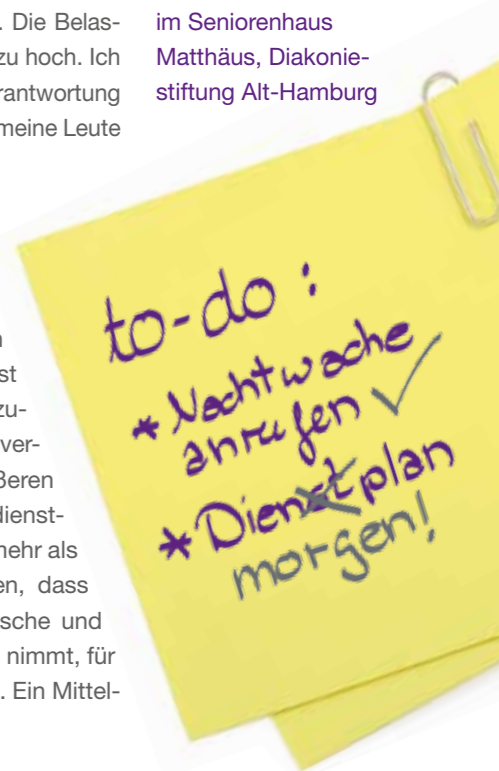 . Die Belas-
zu hoch. Ich
rantwortung
meine Leute
im Seniorenhaus
Matthäus, Diakonie-
stiftung Alt-Hamburg
n
st
zu-
ver-
ßeren
dienst-
mehr als
en, dass
sche und
nimmt, für
. Ein Mittel-
to-do:
* Nachtwache
anrufen ✓
* Dienstplan
morgen!